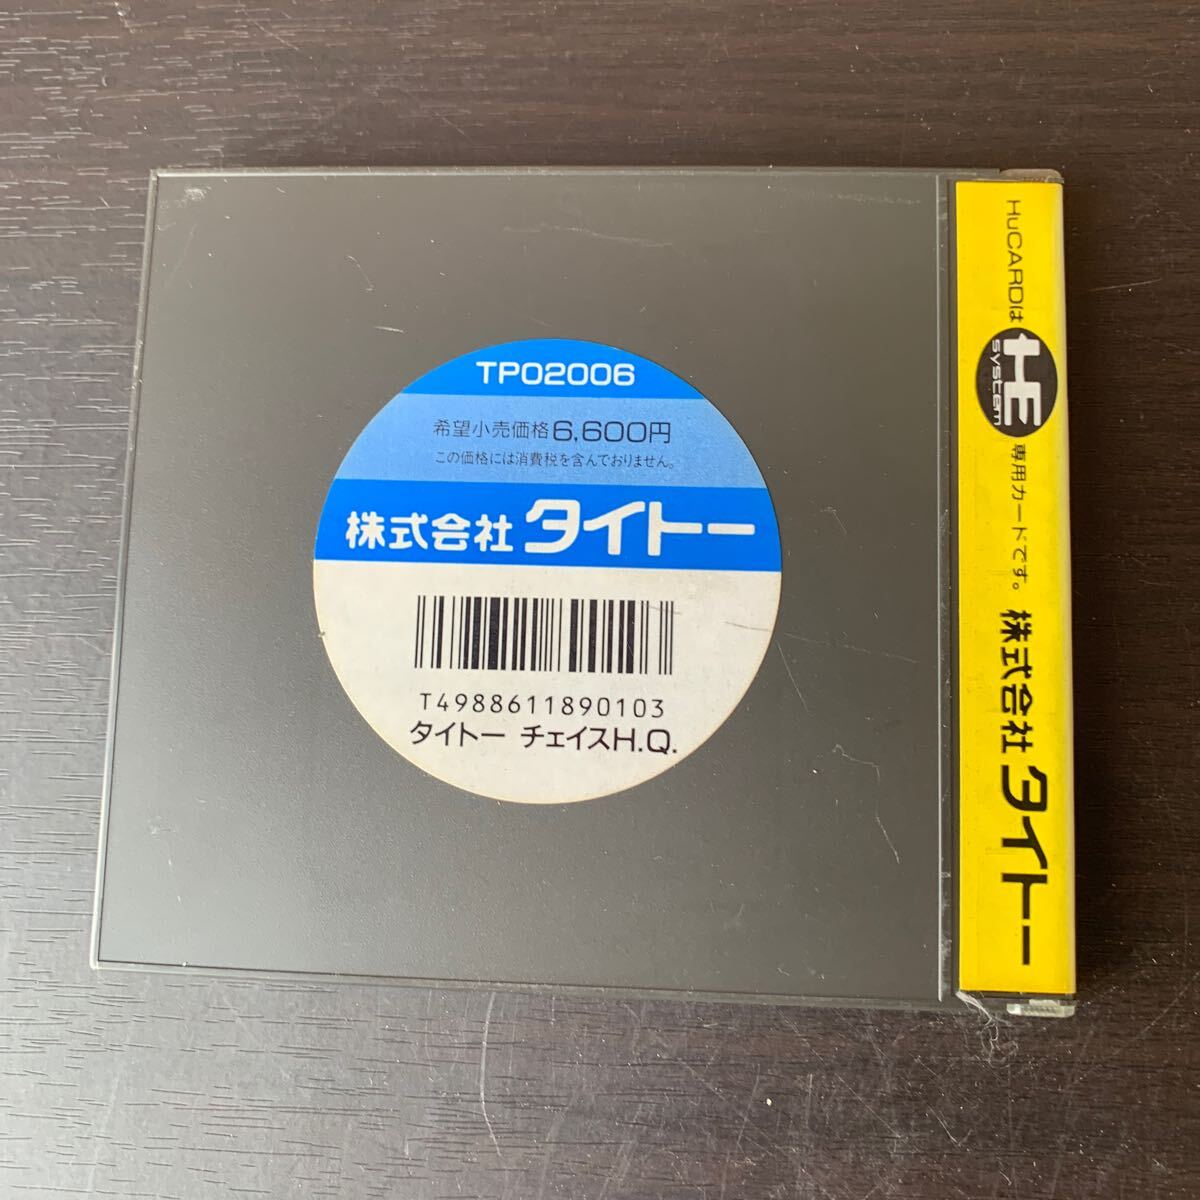 TP02006
希望小売価格6,600円
この価格には消費税を含んでおりません。
株式会社 タイトー
T4988611890103
タイトー チェイスH.Q.
HuCARDは HE system 専用カードです。 株式会社 タイトー